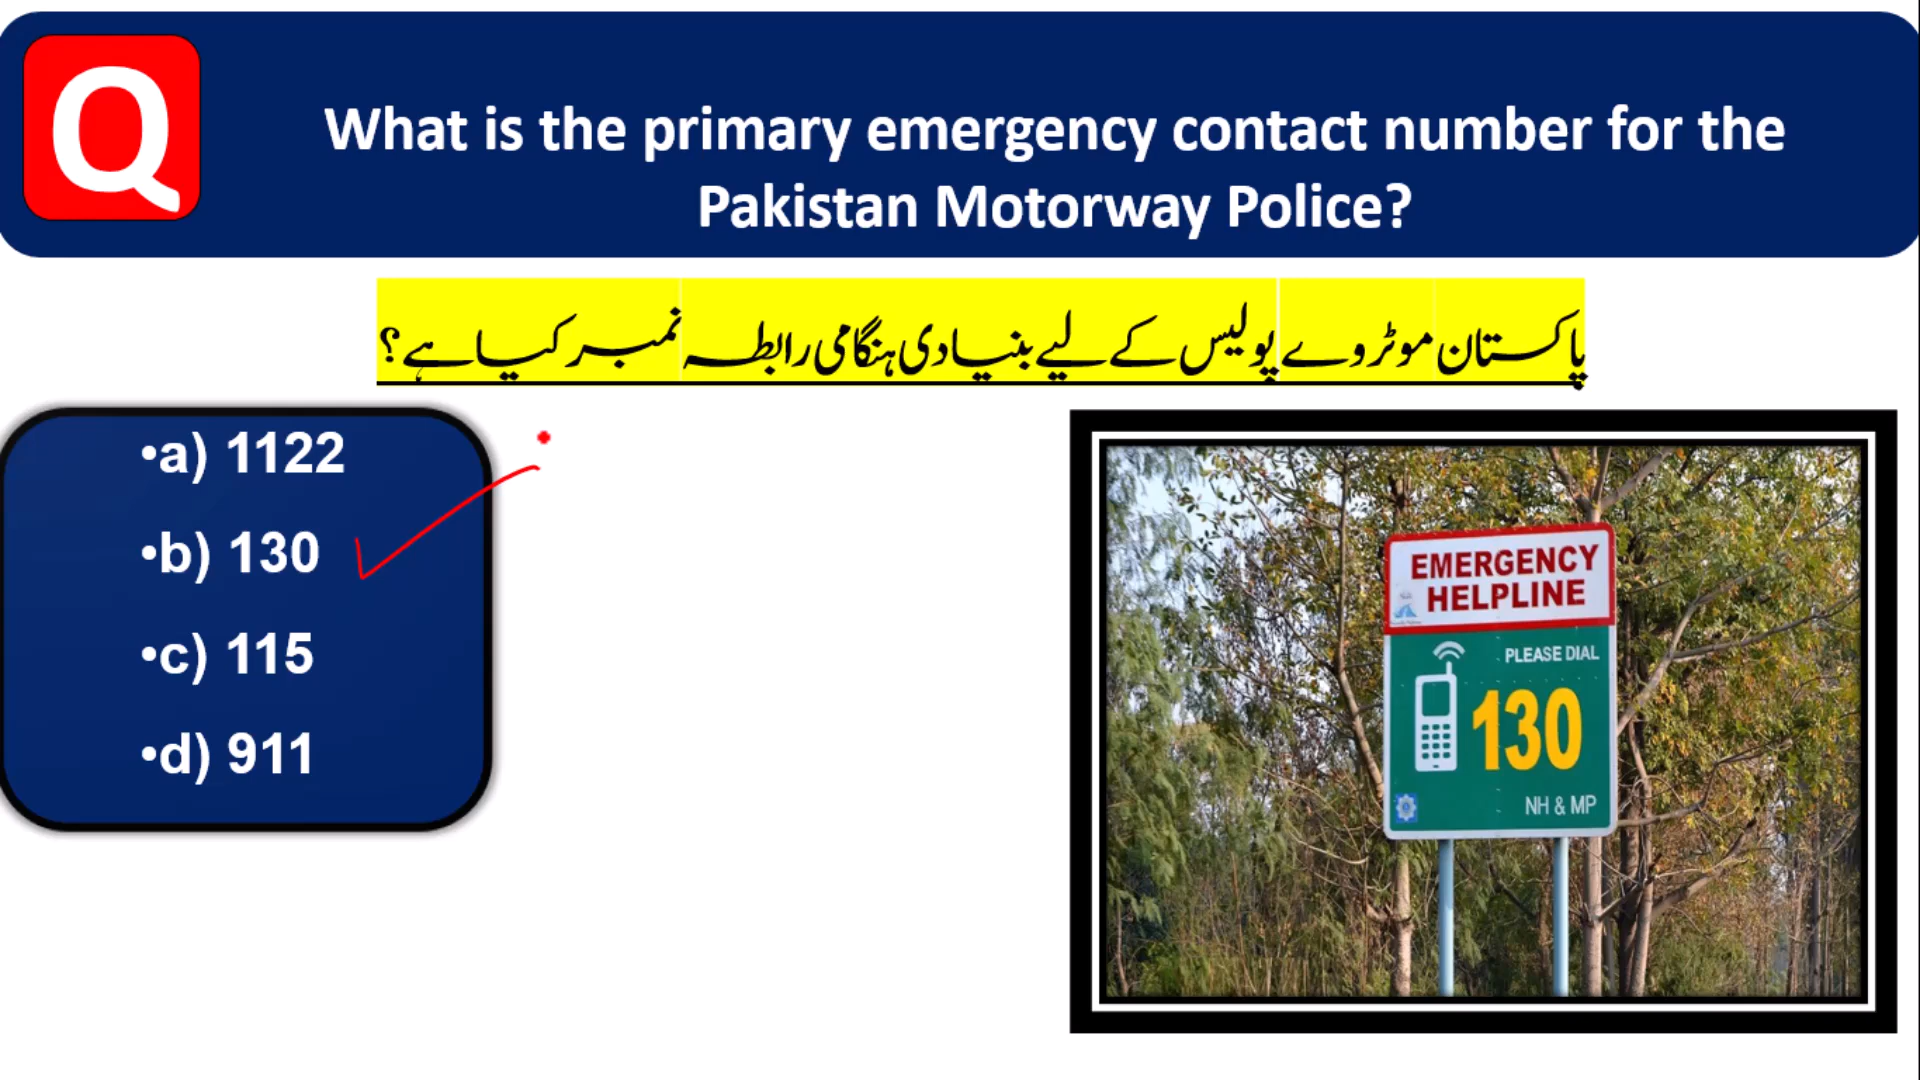 Q
What is the primary emergency contact number for the
Pakistan Motorway Police?
پاکستان موٹروے پولیس کے لیے بنیادی ہنگامی رابطہ نمبر کیا ہے؟
•a) 1122
•b) 130
•c) 115
•d) 911
EMERGENCY
HELPLINE
PLEASE DIAL
130
NH & MP